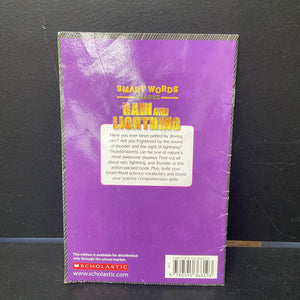 SMART WORDS
READER
RAIN AND
LIGHTNING
Have you ever been pelted by driving
rain? Are you frightened by the sound
of thunder and the sight of lightning?
Thunderstorms can be one of nature's
most awesome displays. Find out all
about rain, lightning, and thunder in this
action-packed book. Plus, build your
Smart Word science vocabulary and boost
your science comprehension skills.
This edition is available for distribution
only through the school market.
SCHOLASTIC
www.scholastic.com